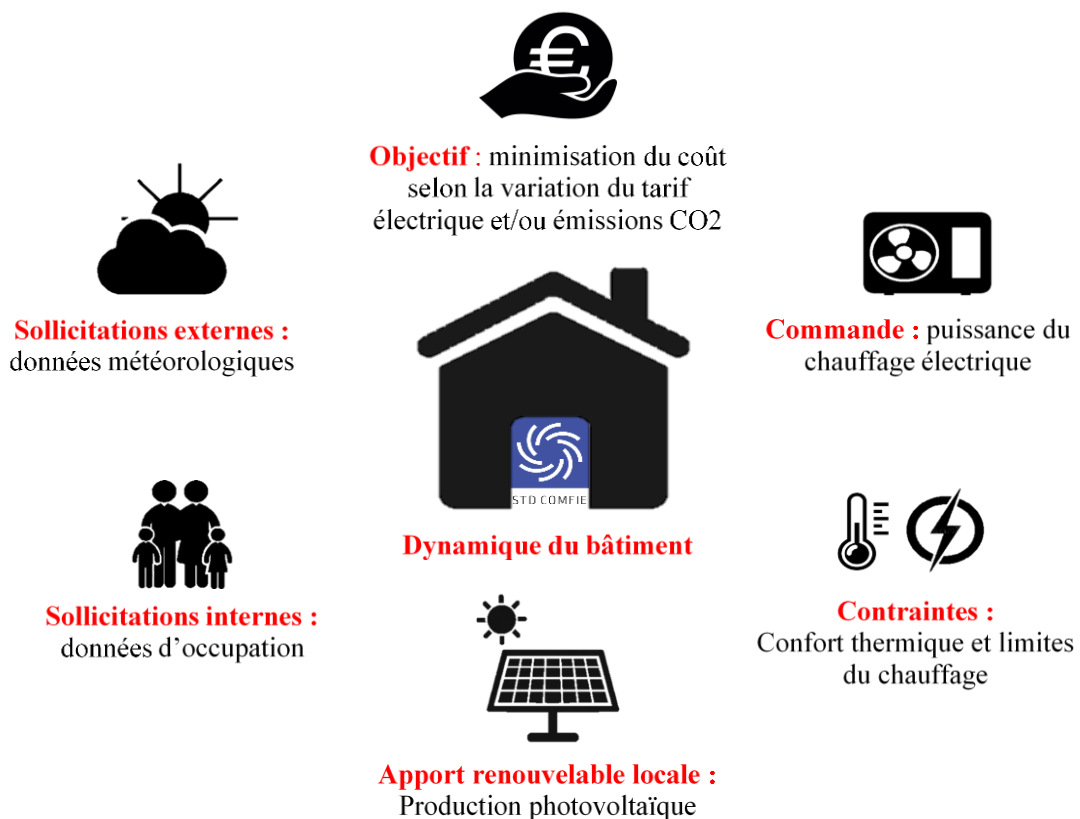 Objectif : minimisation du coût
selon la variation du tarif
électrique et/ou émissions CO2
Sollicitations externes :
données météorologiques
Commande : puissance du
chauffage électrique
STD COMFIE
Dynamique du bâtiment
Sollicitations internes :
données d’occupation
Contraintes :
Confort thermique et limites
du chauffage
Apport renouvelable locale :
Production photovoltaïque